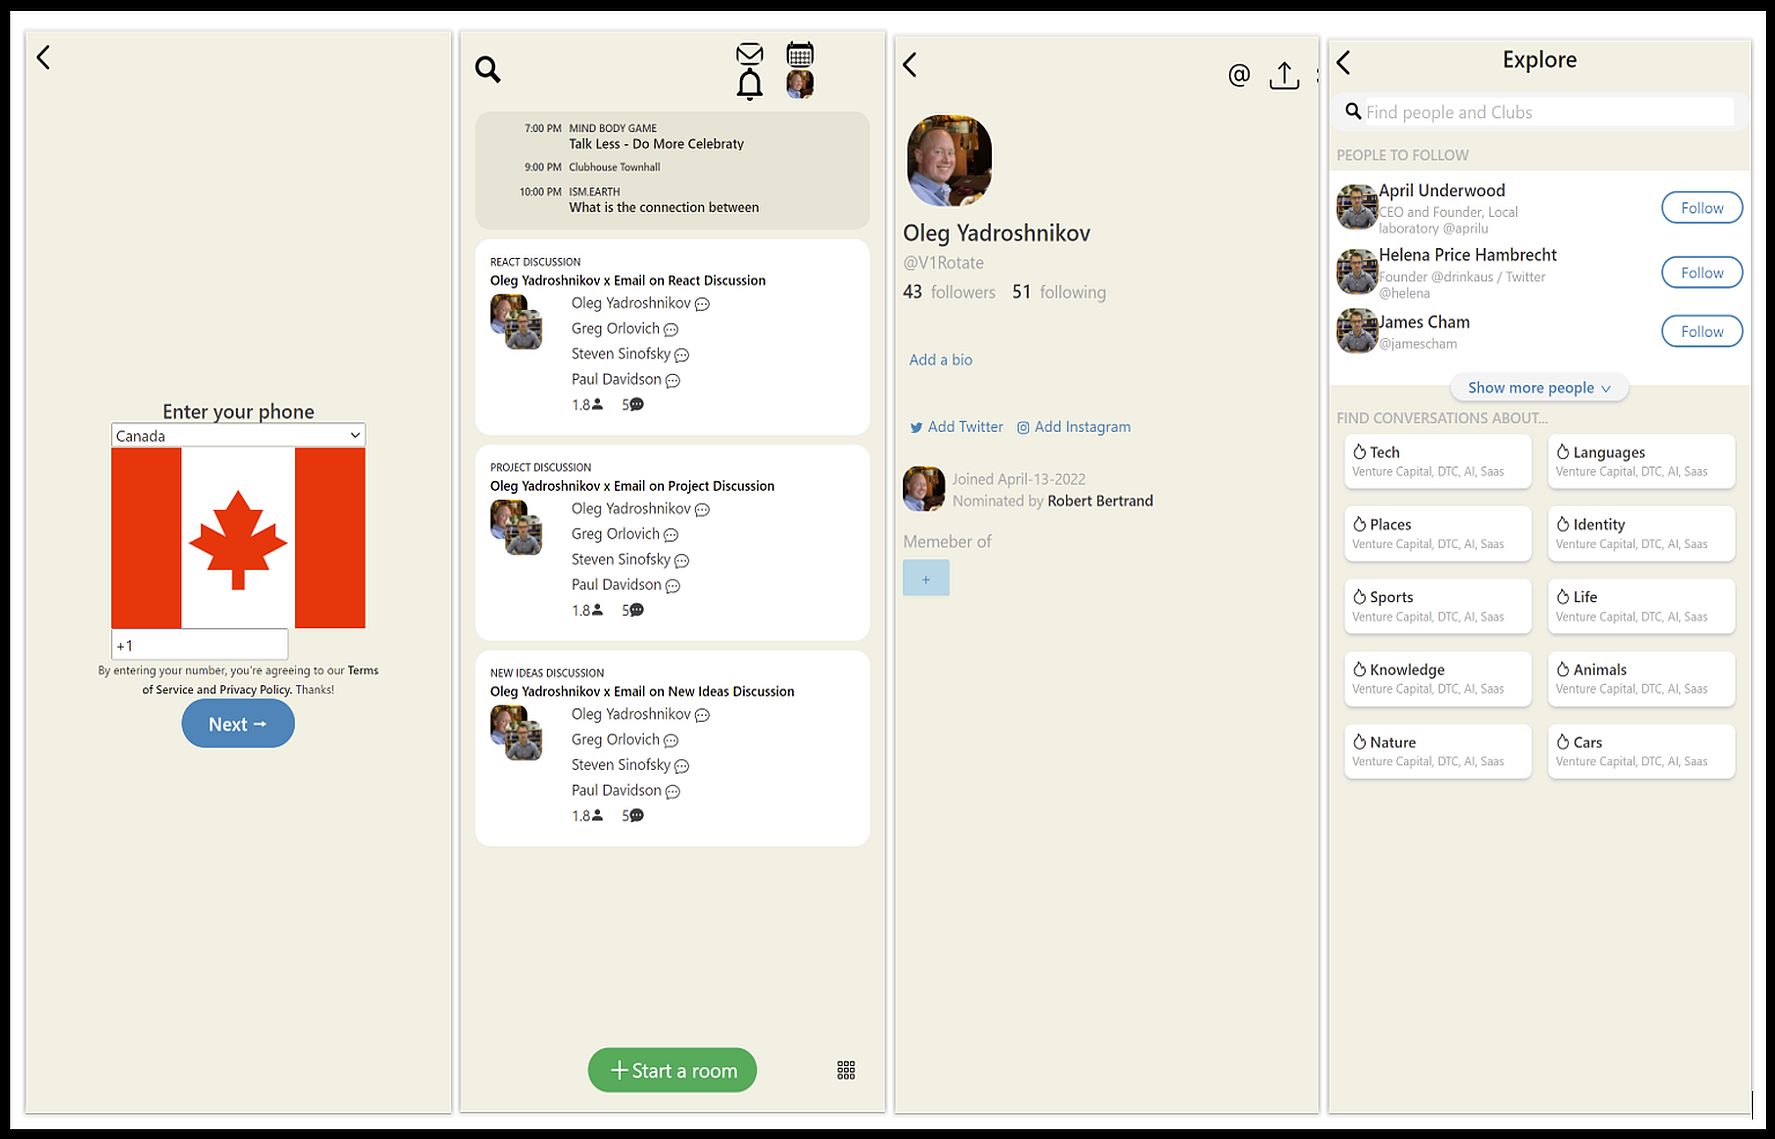 Enter your phone
Canada
+1
By entering your number, you're agreeing to our Terms
of Service and Privacy Policy. Thanks!
Next →
7:00 PM MIND BODY GAME
Talk Less - Do More Celebraty
9:00 PM Clubhouse Townhall
10:00 PM ISM.EARTH
What is the connection between
REACT DISCUSSION
Oleg Yadroshnikov x Email on React Discussion
Oleg Yadroshnikov
Greg Orlovich
Steven Sinofsky
Paul Davidson
1.8 5
PROJECT DISCUSSION
Oleg Yadroshnikov x Email on Project Discussion
Oleg Yadroshnikov
Greg Orlovich
Steven Sinofsky
Paul Davidson
1.8 5
NEW IDEAS DISCUSSION
Oleg Yadroshnikov x Email on New Ideas Discussion
Oleg Yadroshnikov
Greg Orlovich
Steven Sinofsky
Paul Davidson
1.8 5
+ Start a room
@
Oleg Yadroshnikov
@V1Rotate
43 followers 51 following
Add a bio
Add Twitter Add Instagram
Joined April-13-2022
Nominated by Robert Bertrand
Memeber of
+
Explore
Find people and Clubs
PEOPLE TO FOLLOW
April Underwood
CEO and Founder, Local
laboratory @aprilu
Follow
Helena Price Hambrecht
Founder @drinkaus / Twitter
@helena
Follow
James Cham
@jamescham
Follow
Show more people
FIND CONVERSATIONS ABOUT...
Tech
Venture Capital, DTC, AI, Saas
Languages
Venture Capital, DTC, AI, Saas
Places
Venture Capital, DTC, AI, Saas
Identity
Venture Capital, DTC, AI, Saas
Sports
Venture Capital, DTC, AI, Saas
Life
Venture Capital, DTC, AI, Saas
Knowledge
Venture Capital, DTC, AI, Saas
Animals
Venture Capital, DTC, AI, Saas
Nature
Venture Capital, DTC, AI, Saas
Cars
Venture Capital, DTC, AI, Saas